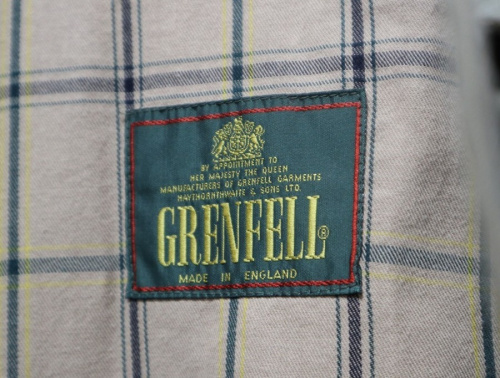 BY APPOINTMENT TO
HER MAJESTY THE QUEEN
MANUFACTURERS OF GRENFELL GARMENTS
HAYTHORNTHWAITE & SONS LTD.
GRENFELL®
MADE IN ENGLAND